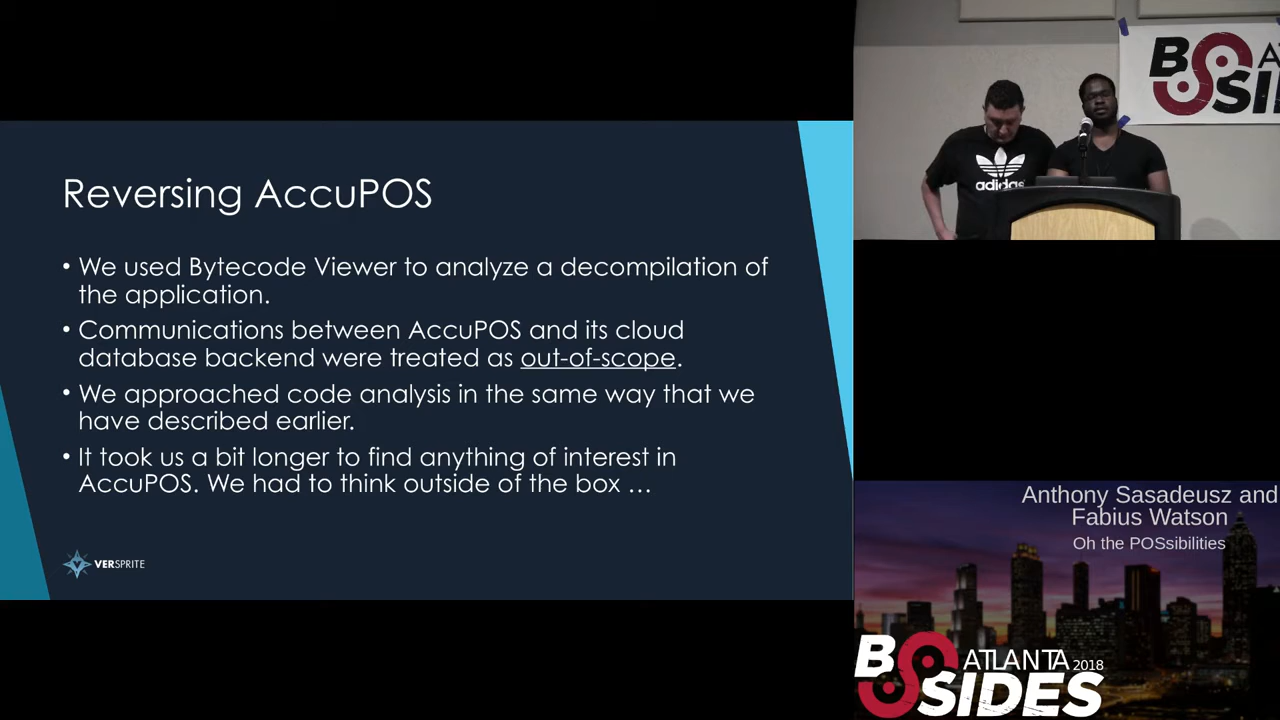 Reversing AccuPOS
• We used Bytecode Viewer to analyze a decompilation of
the application.
• Communications between AccuPOS and its cloud
database backend were treated as out-of-scope.
• We approached code analysis in the same way that we
have described earlier.
• It took us a bit longer to find anything of interest in
AccuPOS. We had to think outside of the box …
VERSPRITE
BSIDES
adidas
Anthony Sasadeusz and
Fabius Watson
Oh the POSsibilities
BSIDES
ATLANTA 2018